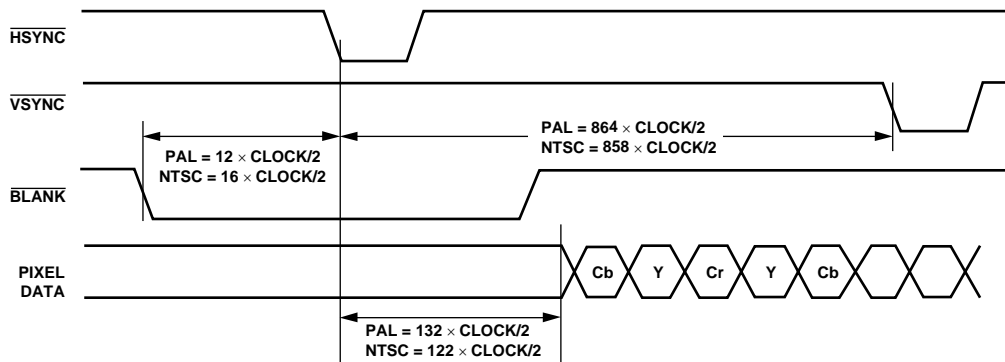 HSYNC
VSYNC
PAL = 12 × CLOCK/2
NTSC = 16 × CLOCK/2
PAL = 864 × CLOCK/2
NTSC = 858 × CLOCK/2
BLANK
PIXEL
DATA
Cb Y Cr Y Cb
PAL = 132 × CLOCK/2
NTSC = 122 × CLOCK/2